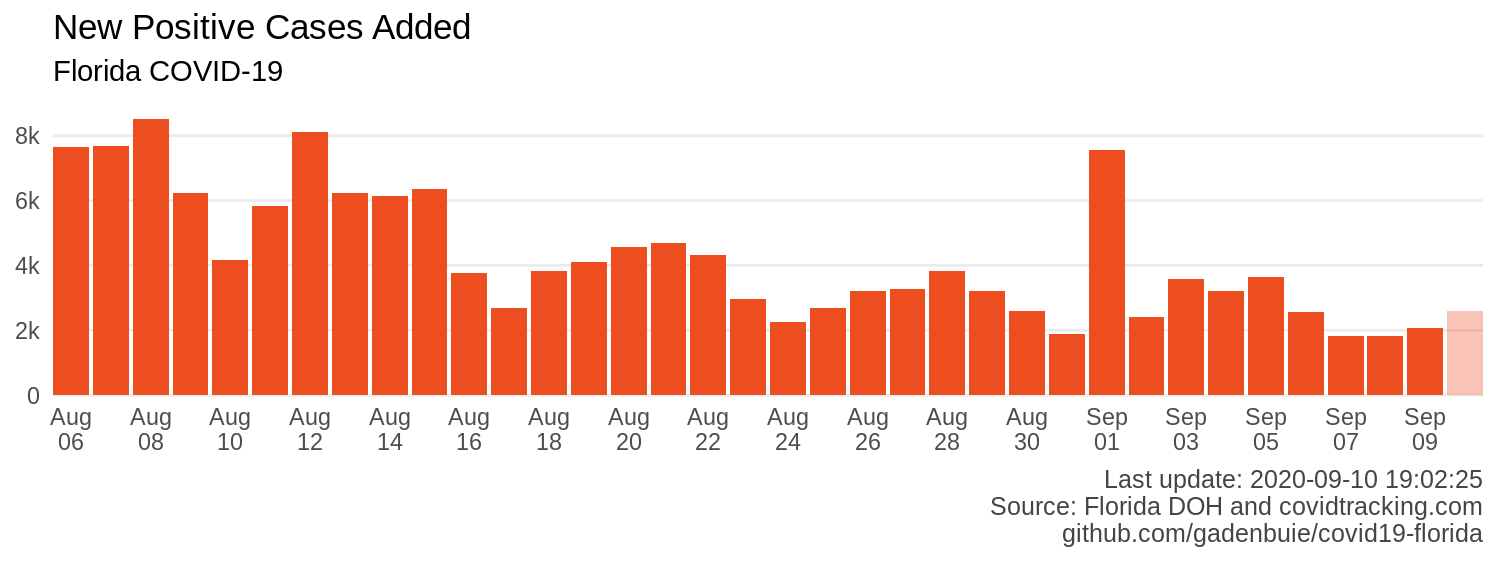 New Positive Cases Added
Florida COVID-19
8k
6k
4k
2k
0
Aug Aug Aug Aug Aug Aug Aug Aug Aug Aug Aug Aug Aug Sep Sep Sep Sep Sep
06 08 10 12 14 16 18 20 22 24 26 28 30 01 03 05 07 09
Last update: 2020-09-10 19:02:25
Source: Florida DOH and covidtracking.com
github.com/gadenbuie/covid19-florida